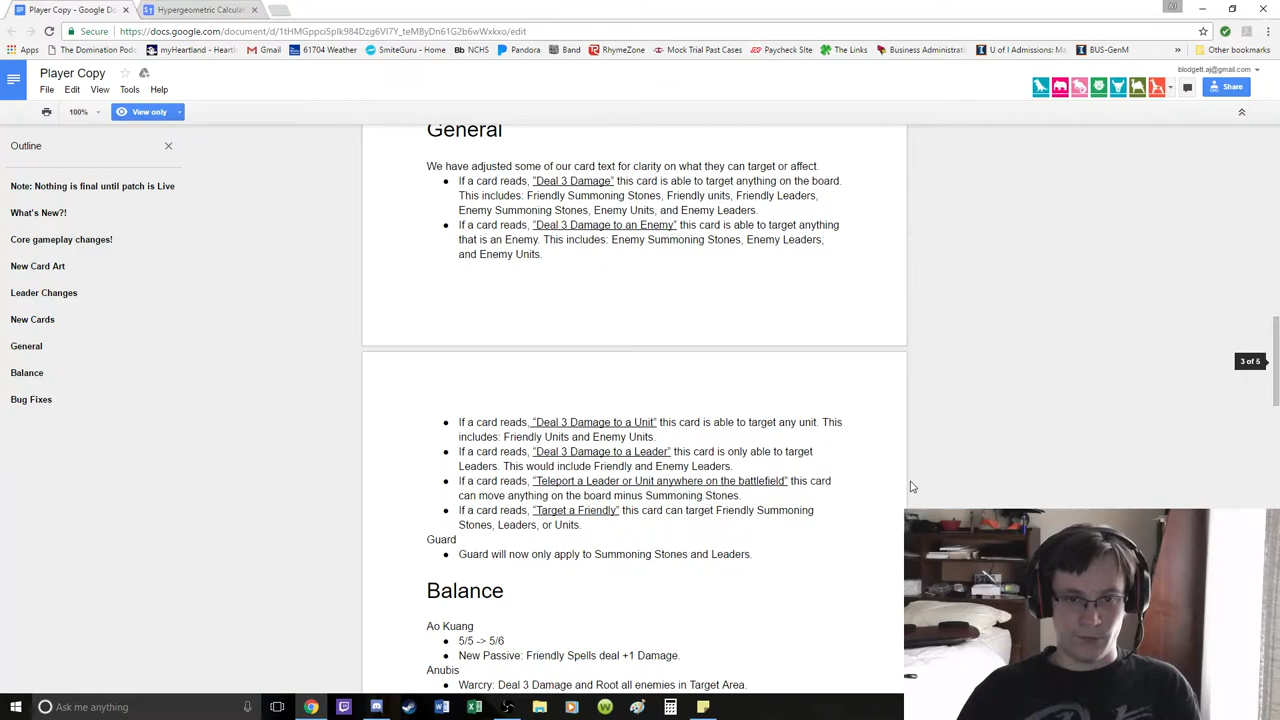 Player Copy - Google Do
Hypergeometric Calculat
AJ
Secure
https://docs.google.com/document/d/1tHMGppci5pIk984Dzg6VI7Y_teMByDn61G2b6wWxkxo/edit
Apps
The Domination Pod
myHeartland - Heartl
Gmail
61704 Weather
SmiteGuru - Home
BW NCHS
Pandora
Band
RhymeZone
Mock Trial Past Cases
Paycheck Site
The Links
Business Administrati
U of I Admissions: Mat
BUS-GenM
»
Other bookmarks
Player Copy
blodgett.aj@gmail.com
File Edit View Tools Help
Share
100%
View only
Outline
Note: Nothing is final until patch is Live
What's New?!
Core gameplay changes!
New Card Art
Leader Changes
New Cards
General
Balance
Bug Fixes
General
We have adjusted some of our card text for clarity on what they can target or affect.
● If a card reads, “Deal 3 Damage” this card is able to target anything on the board.
This includes: Friendly Summoning Stones, Friendly units, Friendly Leaders,
Enemy Summoning Stones, Enemy Units, and Enemy Leaders.
● If a card reads, “Deal 3 Damage to an Enemy” this card is able to target anything
that is an Enemy. This includes: Enemy Summoning Stones, Enemy Leaders,
and Enemy Units.
3 of 5
● If a card reads, “Deal 3 Damage to a Unit” this card is able to target any unit. This
includes: Friendly Units and Enemy Units.
● If a card reads, “Deal 3 Damage to a Leader” this card is only able to target
Leaders. This would include Friendly and Enemy Leaders.
● If a card reads, “Teleport a Leader or Unit anywhere on the battlefield” this card
can move anything on the board minus Summoning Stones.
● If a card reads, “Target a Friendly” this card can target Friendly Summoning
Stones, Leaders, or Units.
Guard
● Guard will now only apply to Summoning Stones and Leaders.
Balance
Ao Kuang
● 5/5 -> 5/6
● New Passive: Friendly Spells deal +1 Damage.
Anubis
● Warcry: Deal 3 Damage and Root all enemies in Target Area.
Ask me anything